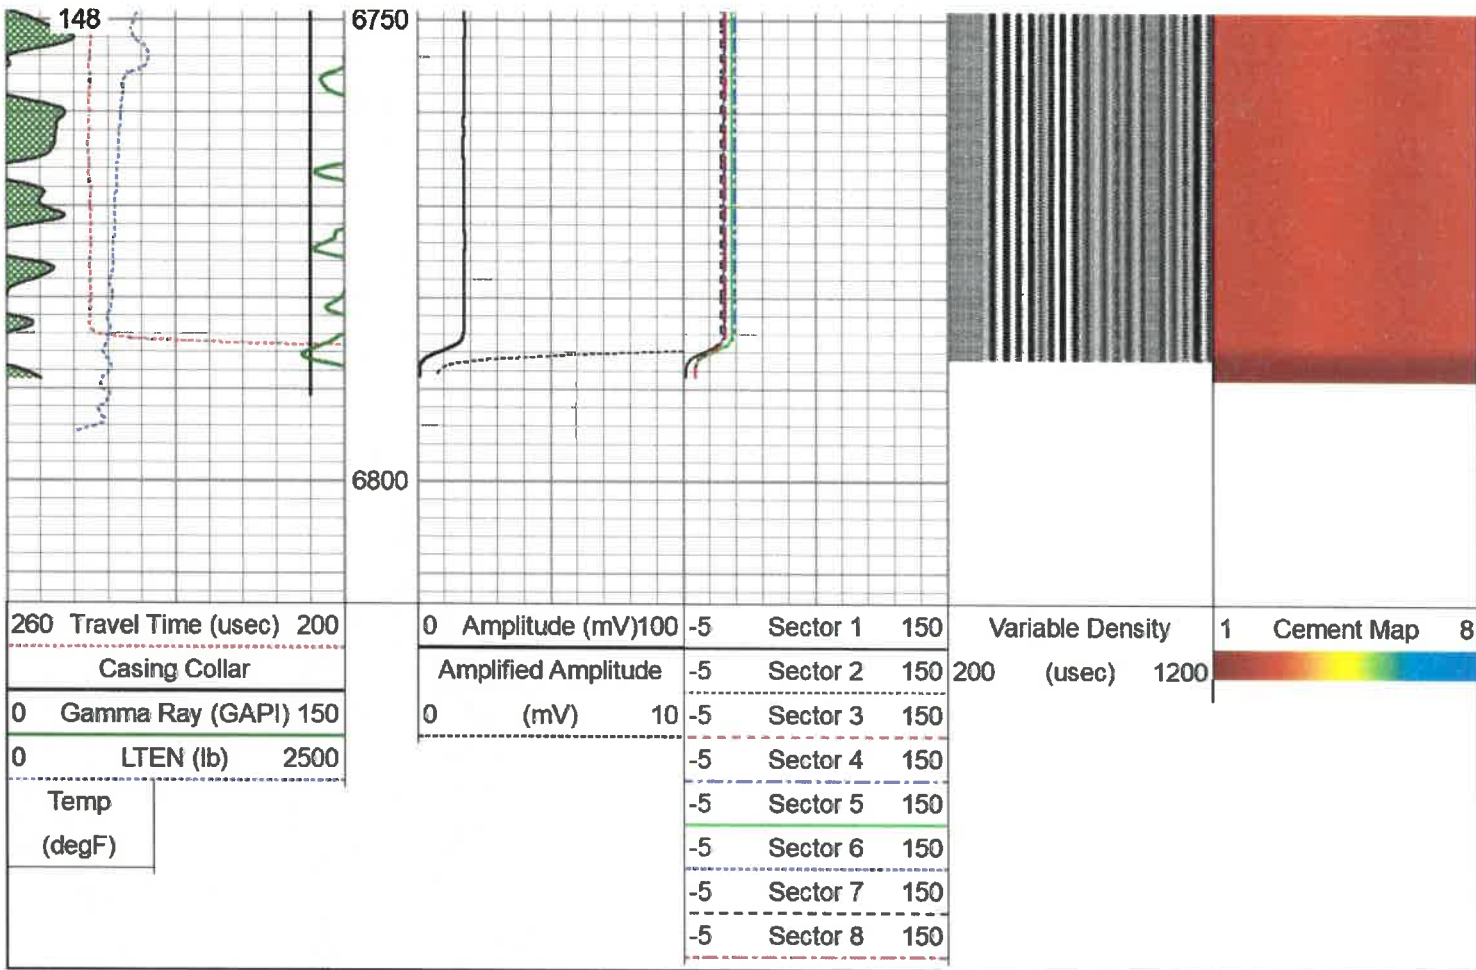 148
6750
6800
260 Travel Time (usec) 200
Casing Collar
0 Gamma Ray (GAPI) 150
0 LTEN (lb) 2500
Temp
(degF)
0 Amplitude (mV) 100
Amplified Amplitude
0 (mV) 10
-5 Sector 1 150
-5 Sector 2 150
-5 Sector 3 150
-5 Sector 4 150
-5 Sector 5 150
-5 Sector 6 150
-5 Sector 7 150
-5 Sector 8 150
Variable Density
200 (usec) 1200
1 Cement Map 8